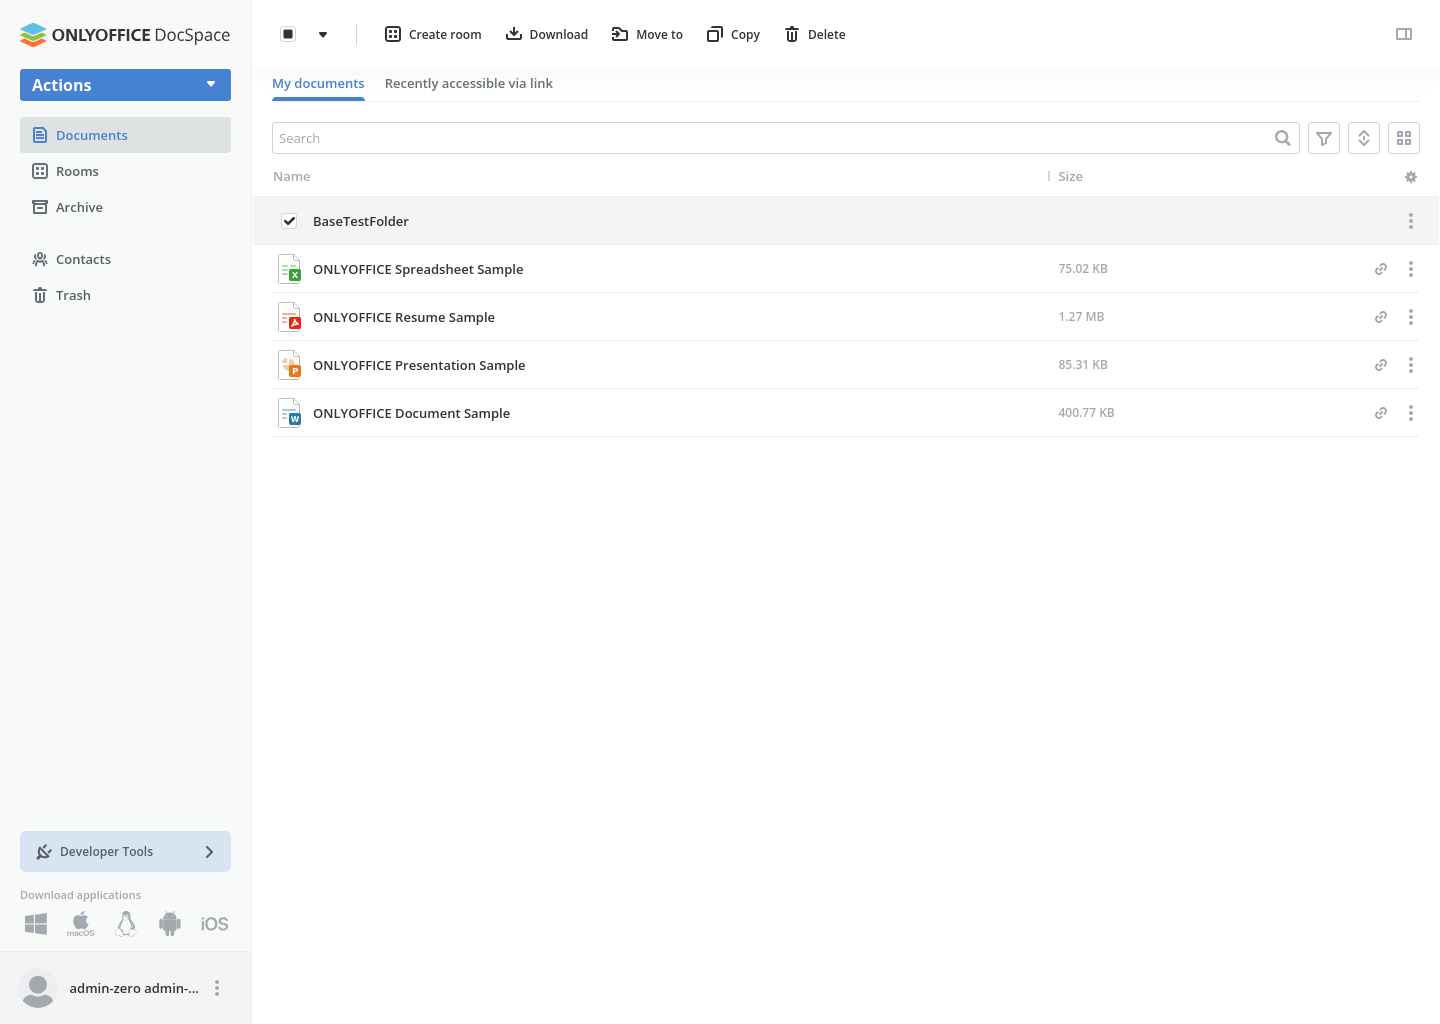 ONLYOFFICE DocSpace
Create room
Download
Move to
Copy
Delete
Actions
My documents
Recently accessible via link
Documents
Search
Rooms
Name
Size
Archive
BaseTestFolder
Contacts
ONLYOFFICE Spreadsheet Sample
75.02 KB
Trash
ONLYOFFICE Resume Sample
1.27 MB
ONLYOFFICE Presentation Sample
85.31 KB
ONLYOFFICE Document Sample
400.77 KB
Developer Tools
Download applications
macOS
iOS
admin-zero admin-...